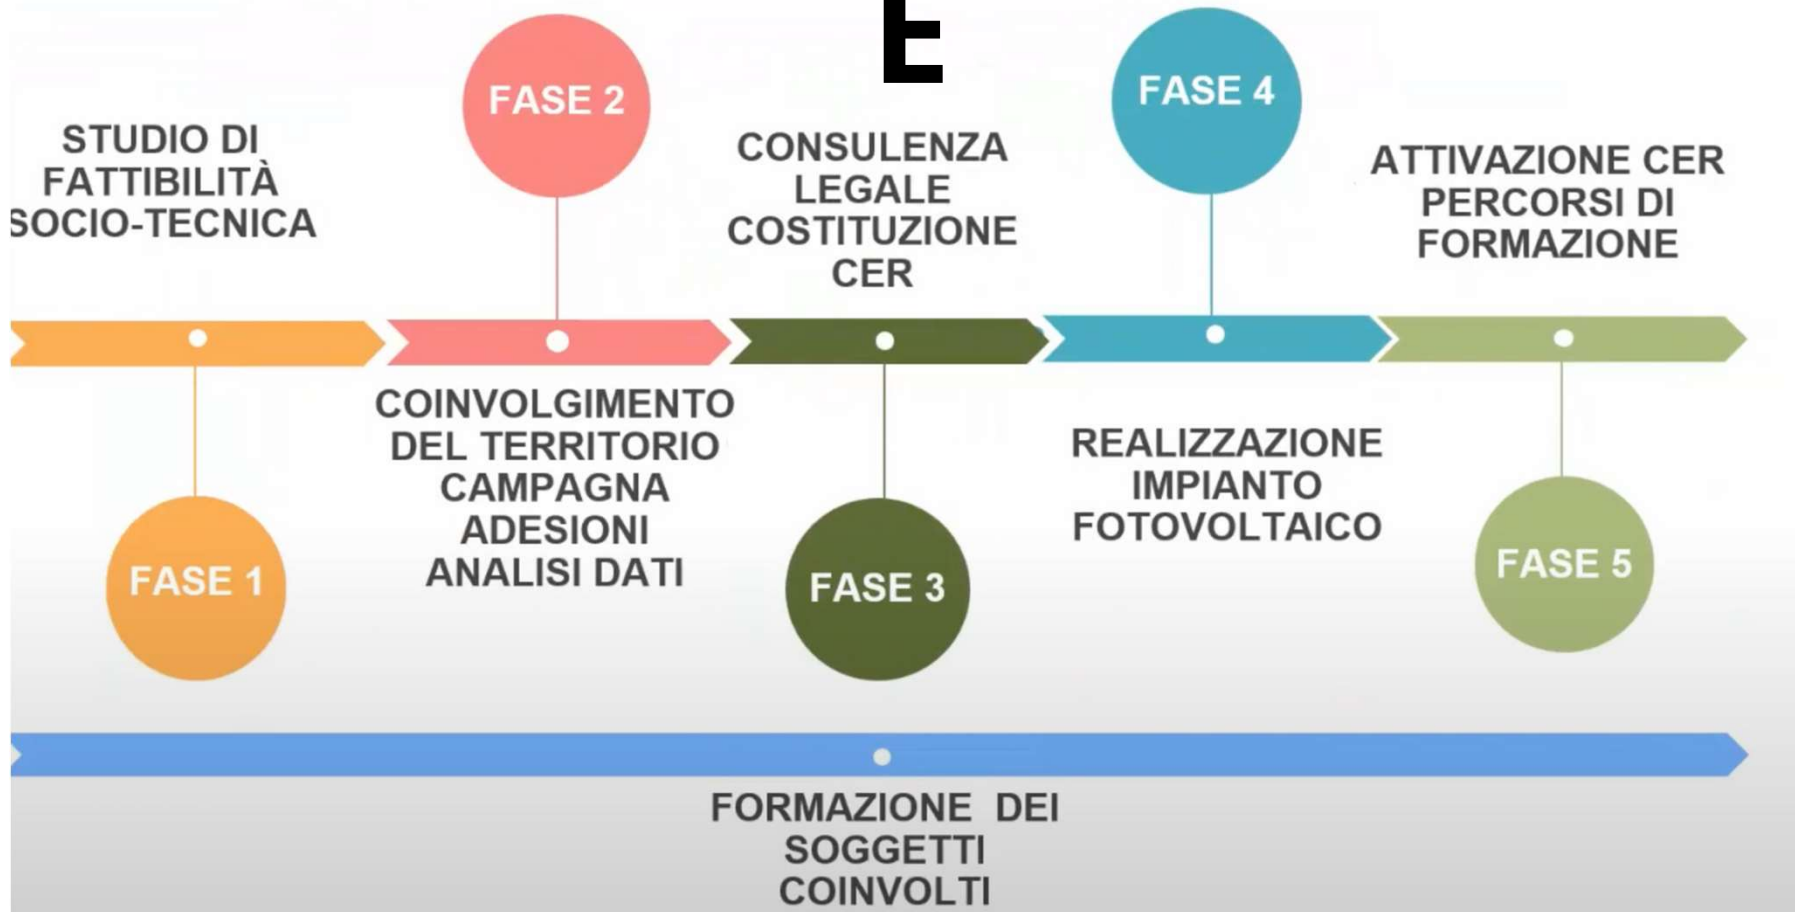 E
STUDIO DI
FATTIBILITÀ
SOCIO-TECNICA
FASE 1
FASE 2
COINVOLGIMENTO
DEL TERRITORIO
CAMPAGNA
ADESIONI
ANALISI DATI
CONSULENZA
LEGALE
COSTITUZIONE
CER
FASE 3
FASE 4
REALIZZAZIONE
IMPIANTO
FOTOVOLTAICO
ATTIVAZIONE CER
PERCORSI DI
FORMAZIONE
FASE 5
FORMAZIONE DEI
SOGGETTI
COINVOLTI